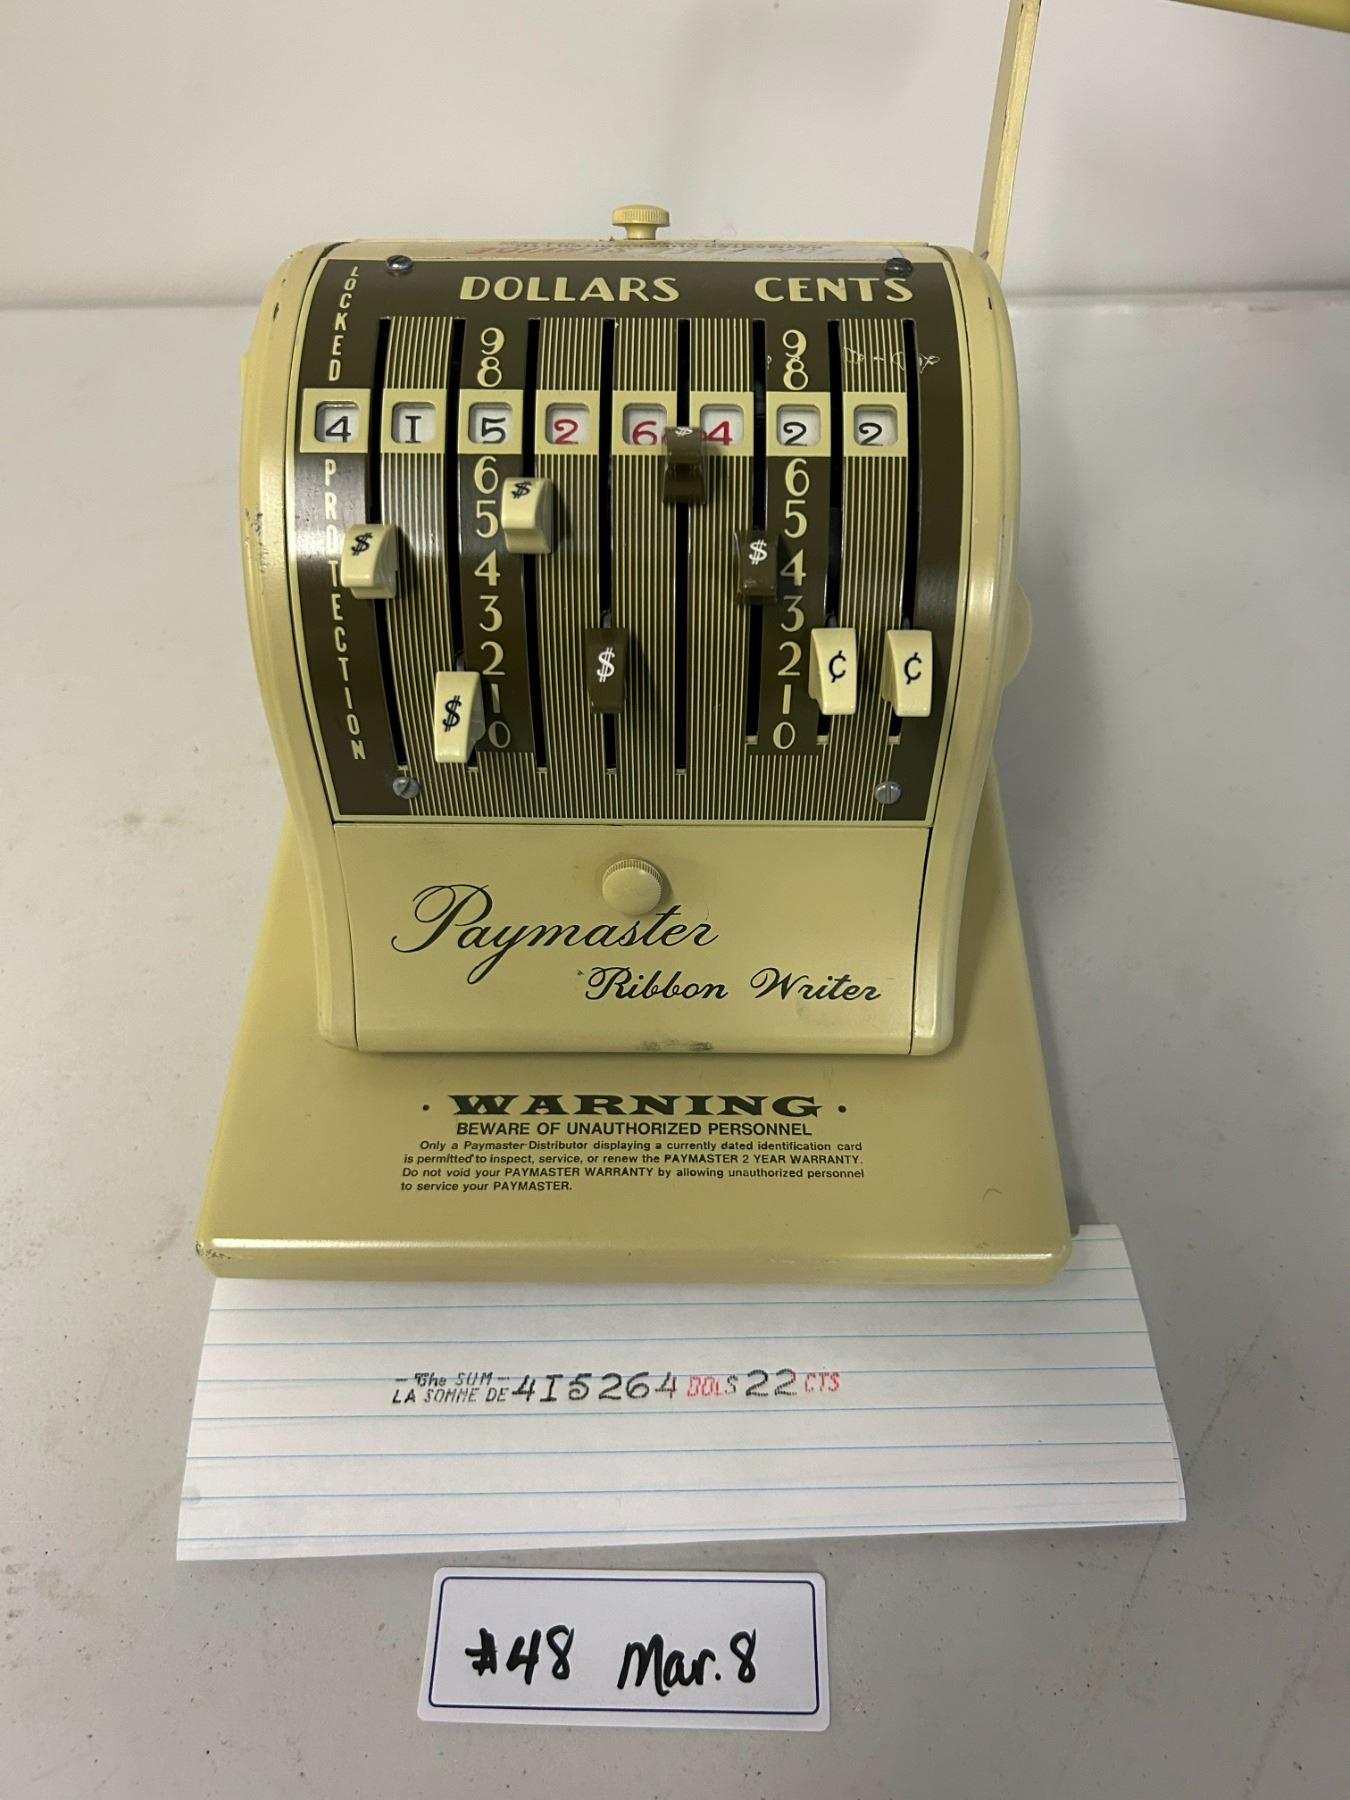 DOLLARS CENTS
LOCKED
9 9
8 8
4 1 5 2 6 4 2 2
PROTECTION
6 6
5 5
4 4
3 3
2 2
1 1
0 0
$ $ $ $ $ $ ¢ ¢
Paymaster
Ribbon Writer
· WARNING ·
BEWARE OF UNAUTHORIZED PERSONNEL
Only a Paymaster Distributor displaying a currently dated identification card
is permitted to inspect, service, or renew the PAYMASTER 2 YEAR WARRANTY.
Do not void your PAYMASTER WARRANTY by allowing unauthorized personnel
to service your PAYMASTER.
– The SUM –
LA SOMME DE 415264 DOLS 22 CTS
#48 Mar. 8